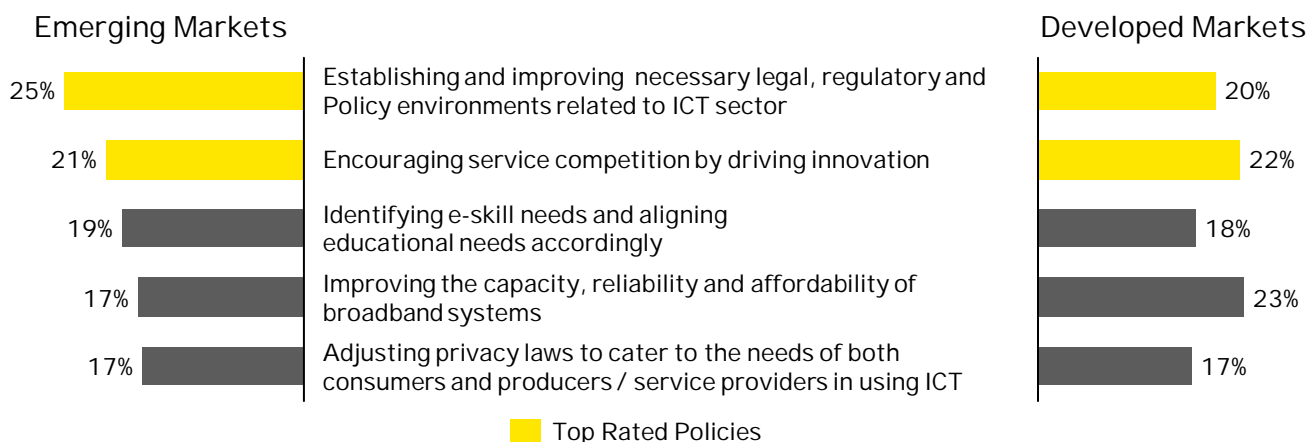 Emerging Markets
Developed Markets
25%
Establishing and improving necessary legal, regulatory and
Policy environments related to ICT sector
20%
21%
Encouraging service competition by driving innovation
22%
19%
Identifying e-skill needs and aligning
educational needs accordingly
18%
17%
Improving the capacity, reliability and affordability of
broadband systems
23%
17%
Adjusting privacy laws to cater to the needs of both
consumers and producers / service providers in using ICT
17%
Top Rated Policies